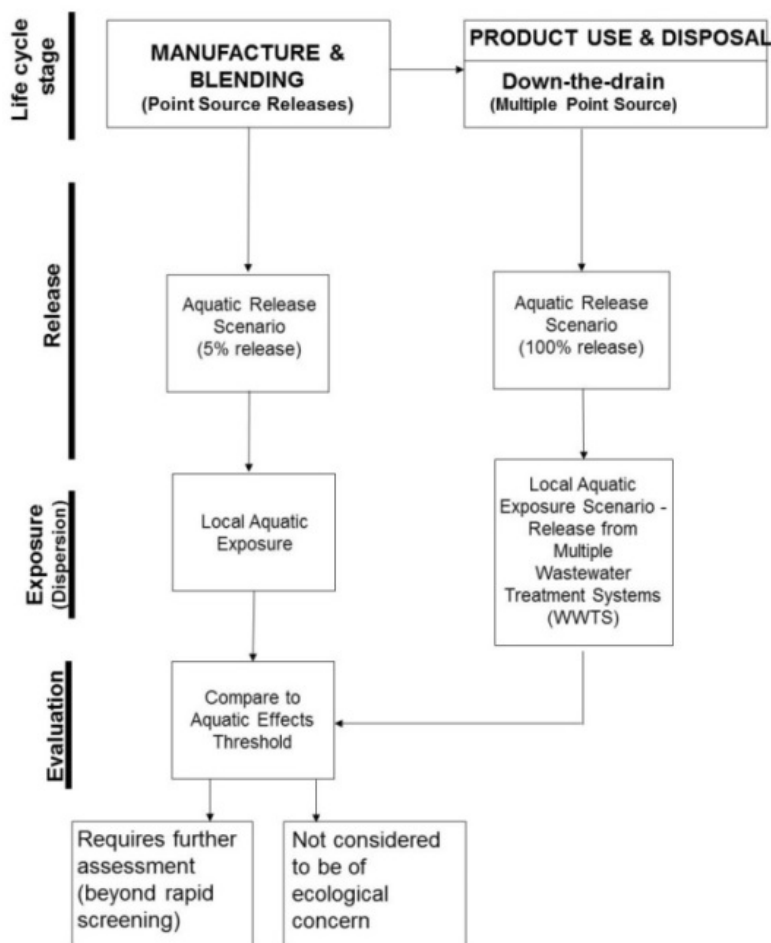 Life cycle
stage
MANUFACTURE &
BLENDING
(Point Source Releases)
PRODUCT USE & DISPOSAL
Down-the-drain
(Multiple Point Source)
Release
Aquatic Release
Scenario
(5% release)
Aquatic Release
Scenario
(100% release)
Exposure
(Dispersion)
Local Aquatic
Exposure
Local Aquatic
Exposure Scenario -
Release from
Multiple
Wastewater
Treatment Systems
(WWTS)
Evaluation
Compare to
Aquatic Effects
Threshold
Requires further
assessment
(beyond rapid
screening)
Not considered
to be of
ecological
concern